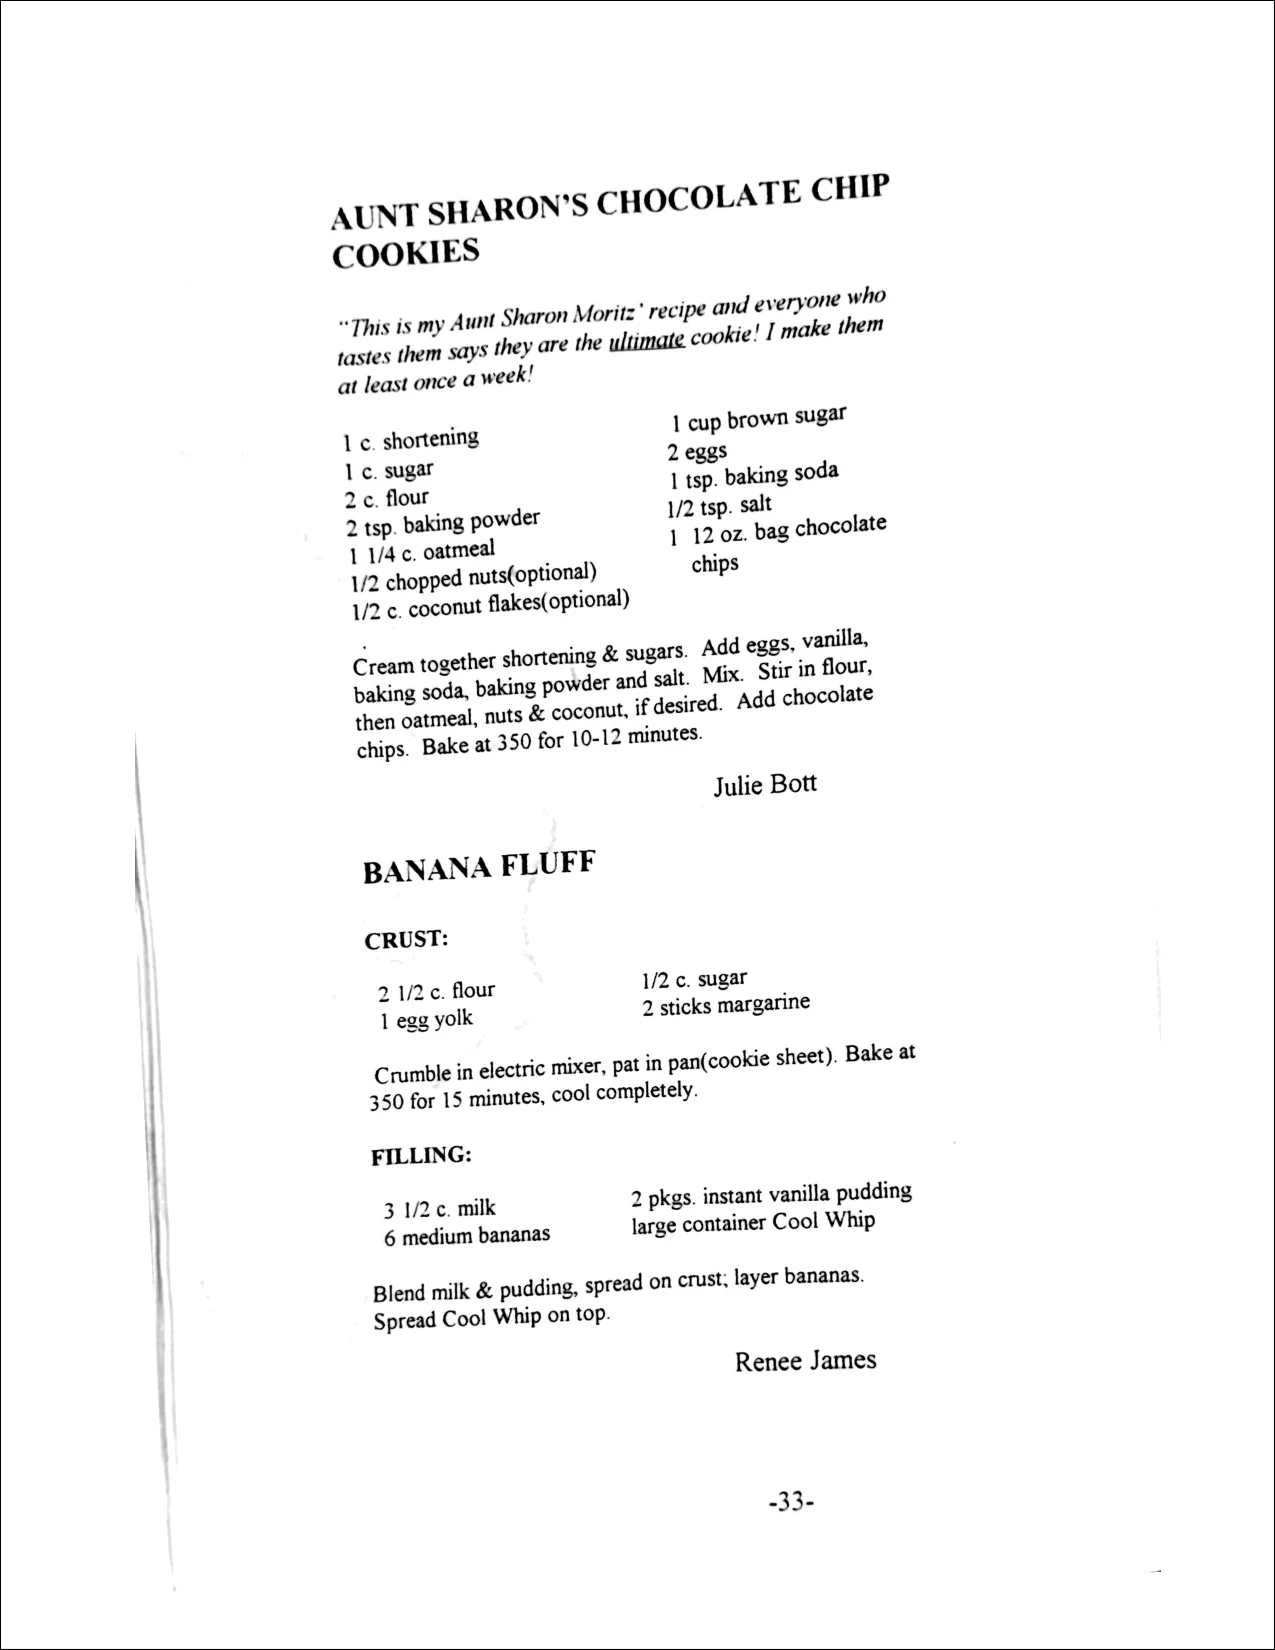 AUNT SHARON'S CHOCOLATE CHIP
COOKIES
"This is my Aunt Sharon Moritz' recipe and everyone who
tastes them says they are the ultimate cookie! I make them
at least once a week!
1 c. shortening
1 c. sugar
2 c. flour
2 tsp. baking powder
1 1/4 c. oatmeal
1/2 chopped nuts(optional)
1/2 c. coconut flakes(optional)
1 cup brown sugar
2 eggs
1 tsp. baking soda
1/2 tsp. salt
1 12 oz. bag chocolate
chips
Cream together shortening & sugars. Add eggs, vanilla,
baking soda, baking powder and salt. Mix. Stir in flour,
then oatmeal, nuts & coconut, if desired. Add chocolate
chips. Bake at 350 for 10-12 minutes.
Julie Bott
BANANA FLUFF
CRUST:
2 1/2 c. flour
1 egg yolk
1/2 c. sugar
2 sticks margarine
Crumble in electric mixer, pat in pan(cookie sheet). Bake at
350 for 15 minutes, cool completely.
FILLING:
3 1/2 c. milk
6 medium bananas
2 pkgs. instant vanilla pudding
large container Cool Whip
Blend milk & pudding, spread on crust; layer bananas.
Spread Cool Whip on top.
Renee James
-33-